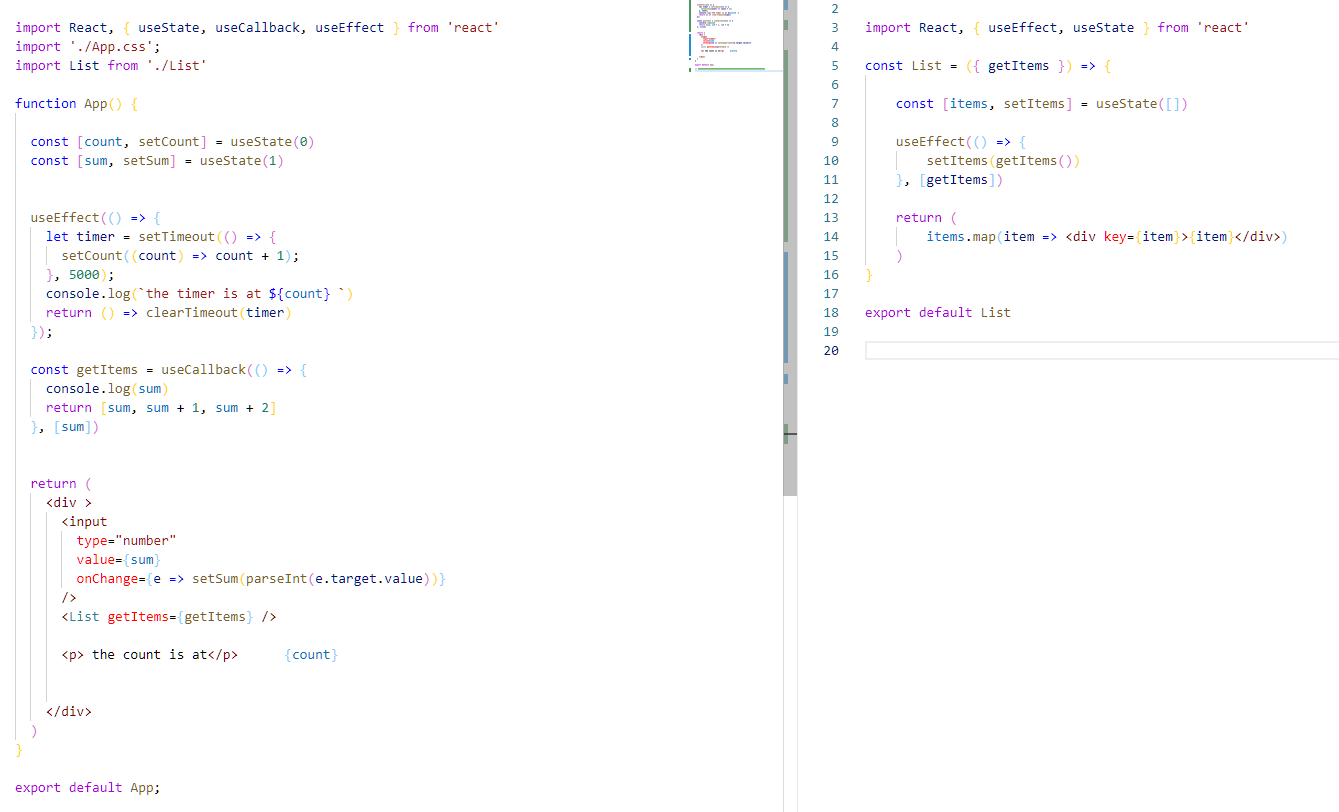 import React, { useState, useCallback, useEffect } from 'react'
import './App.css';
import List from './List'
function App() {
const [count, setCount] = useState(0)
const [sum, setSum] = useState(1)
useEffect(() => {
let timer = setTimeout(() => {
setCount((count) => count + 1);
}, 5000);
console.log(`the timer is at ${count} `)
return () => clearTimeout(timer)
});
const getItems = useCallback(() => {
console.log(sum)
return [sum, sum + 1, sum + 2]
}, [sum])
return (
<div >
<input
type="number"
value={sum}
onChange={e => setSum(parseInt(e.target.value))}
/>
<List getItems={getItems} />
<p> the count is at</p>      {count}
</div>
)
}
export default App;
2
3 import React, { useEffect, useState } from 'react'
4
5 const List = ({ getItems }) => {
6
7 const [items, setItems] = useState([])
8
9 useEffect(() => {
10 setItems(getItems())
11 }, [getItems])
12
13 return (
14 items.map(item => <div key={item}>{item}</div>)
15 )
16 }
17
18 export default List
19
20